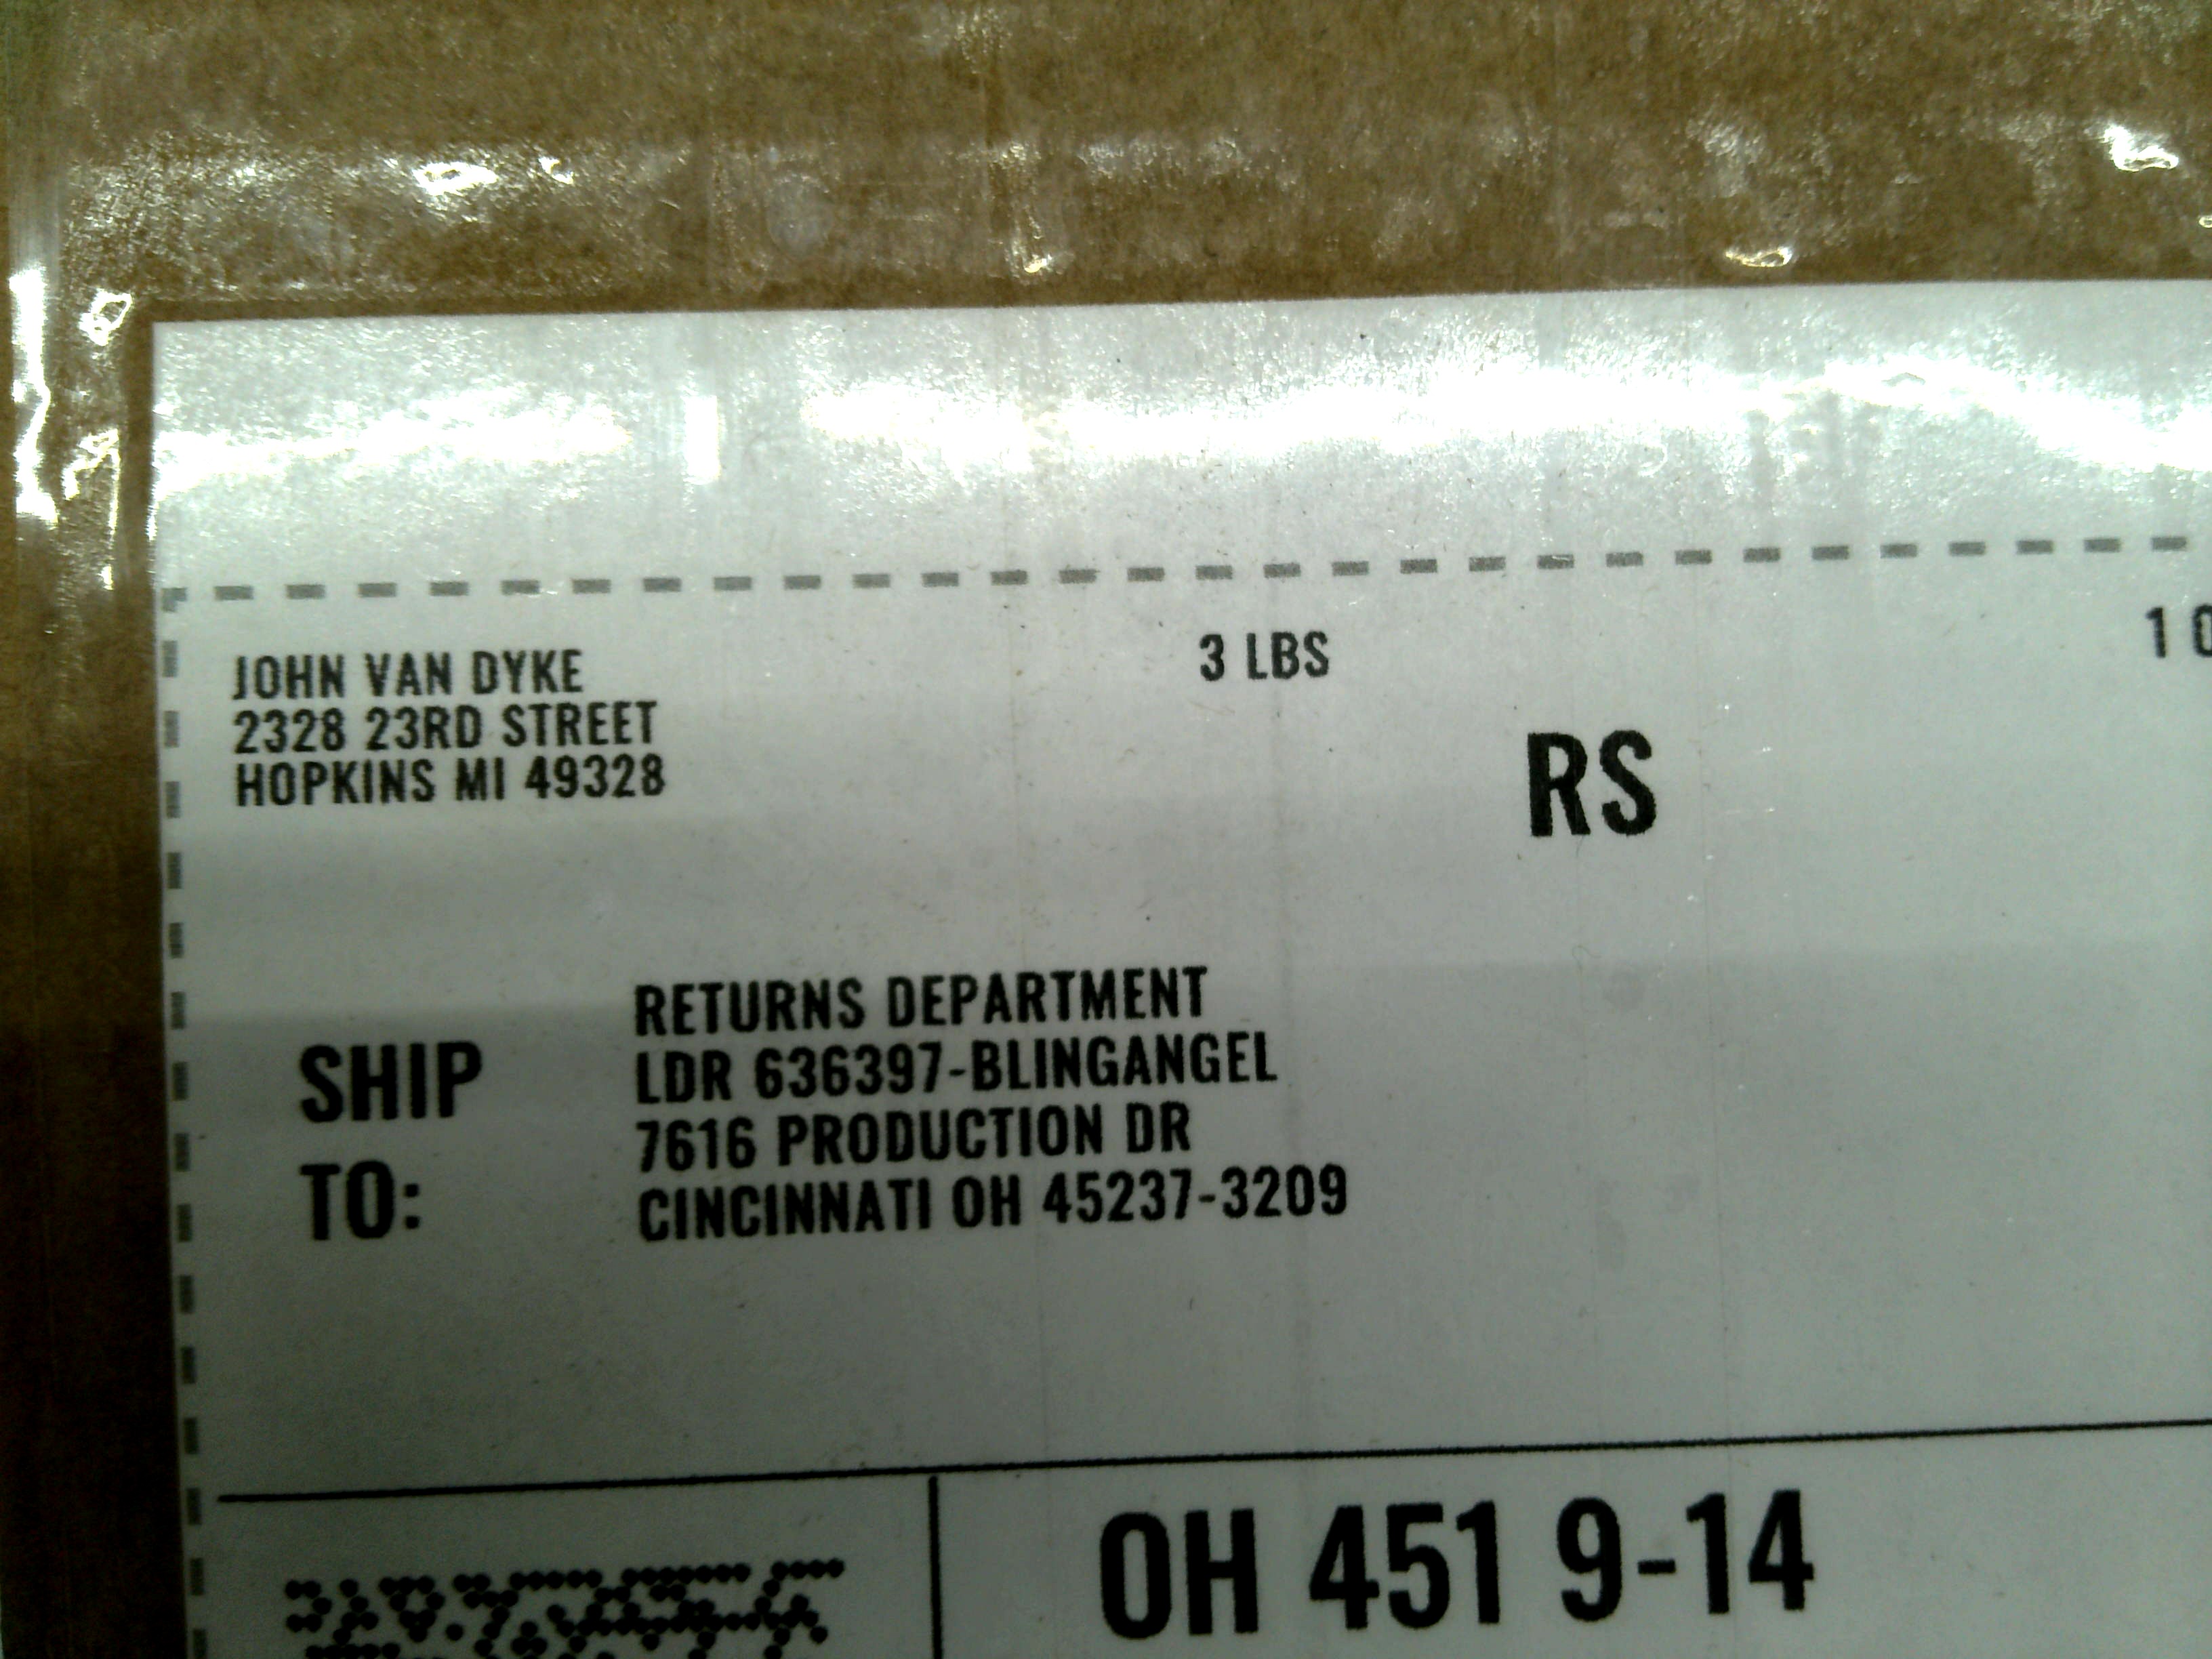 JOHN VAN DYKE
2328 23RD STREET
HOPKINS MI 49328
3 LBS
RS
SHIP
TO:
RETURNS DEPARTMENT
LDR 636397-BLINGANGEL
7616 PRODUCTION DR
CINCINNATI OH 45237-3209
OH 451 9-14